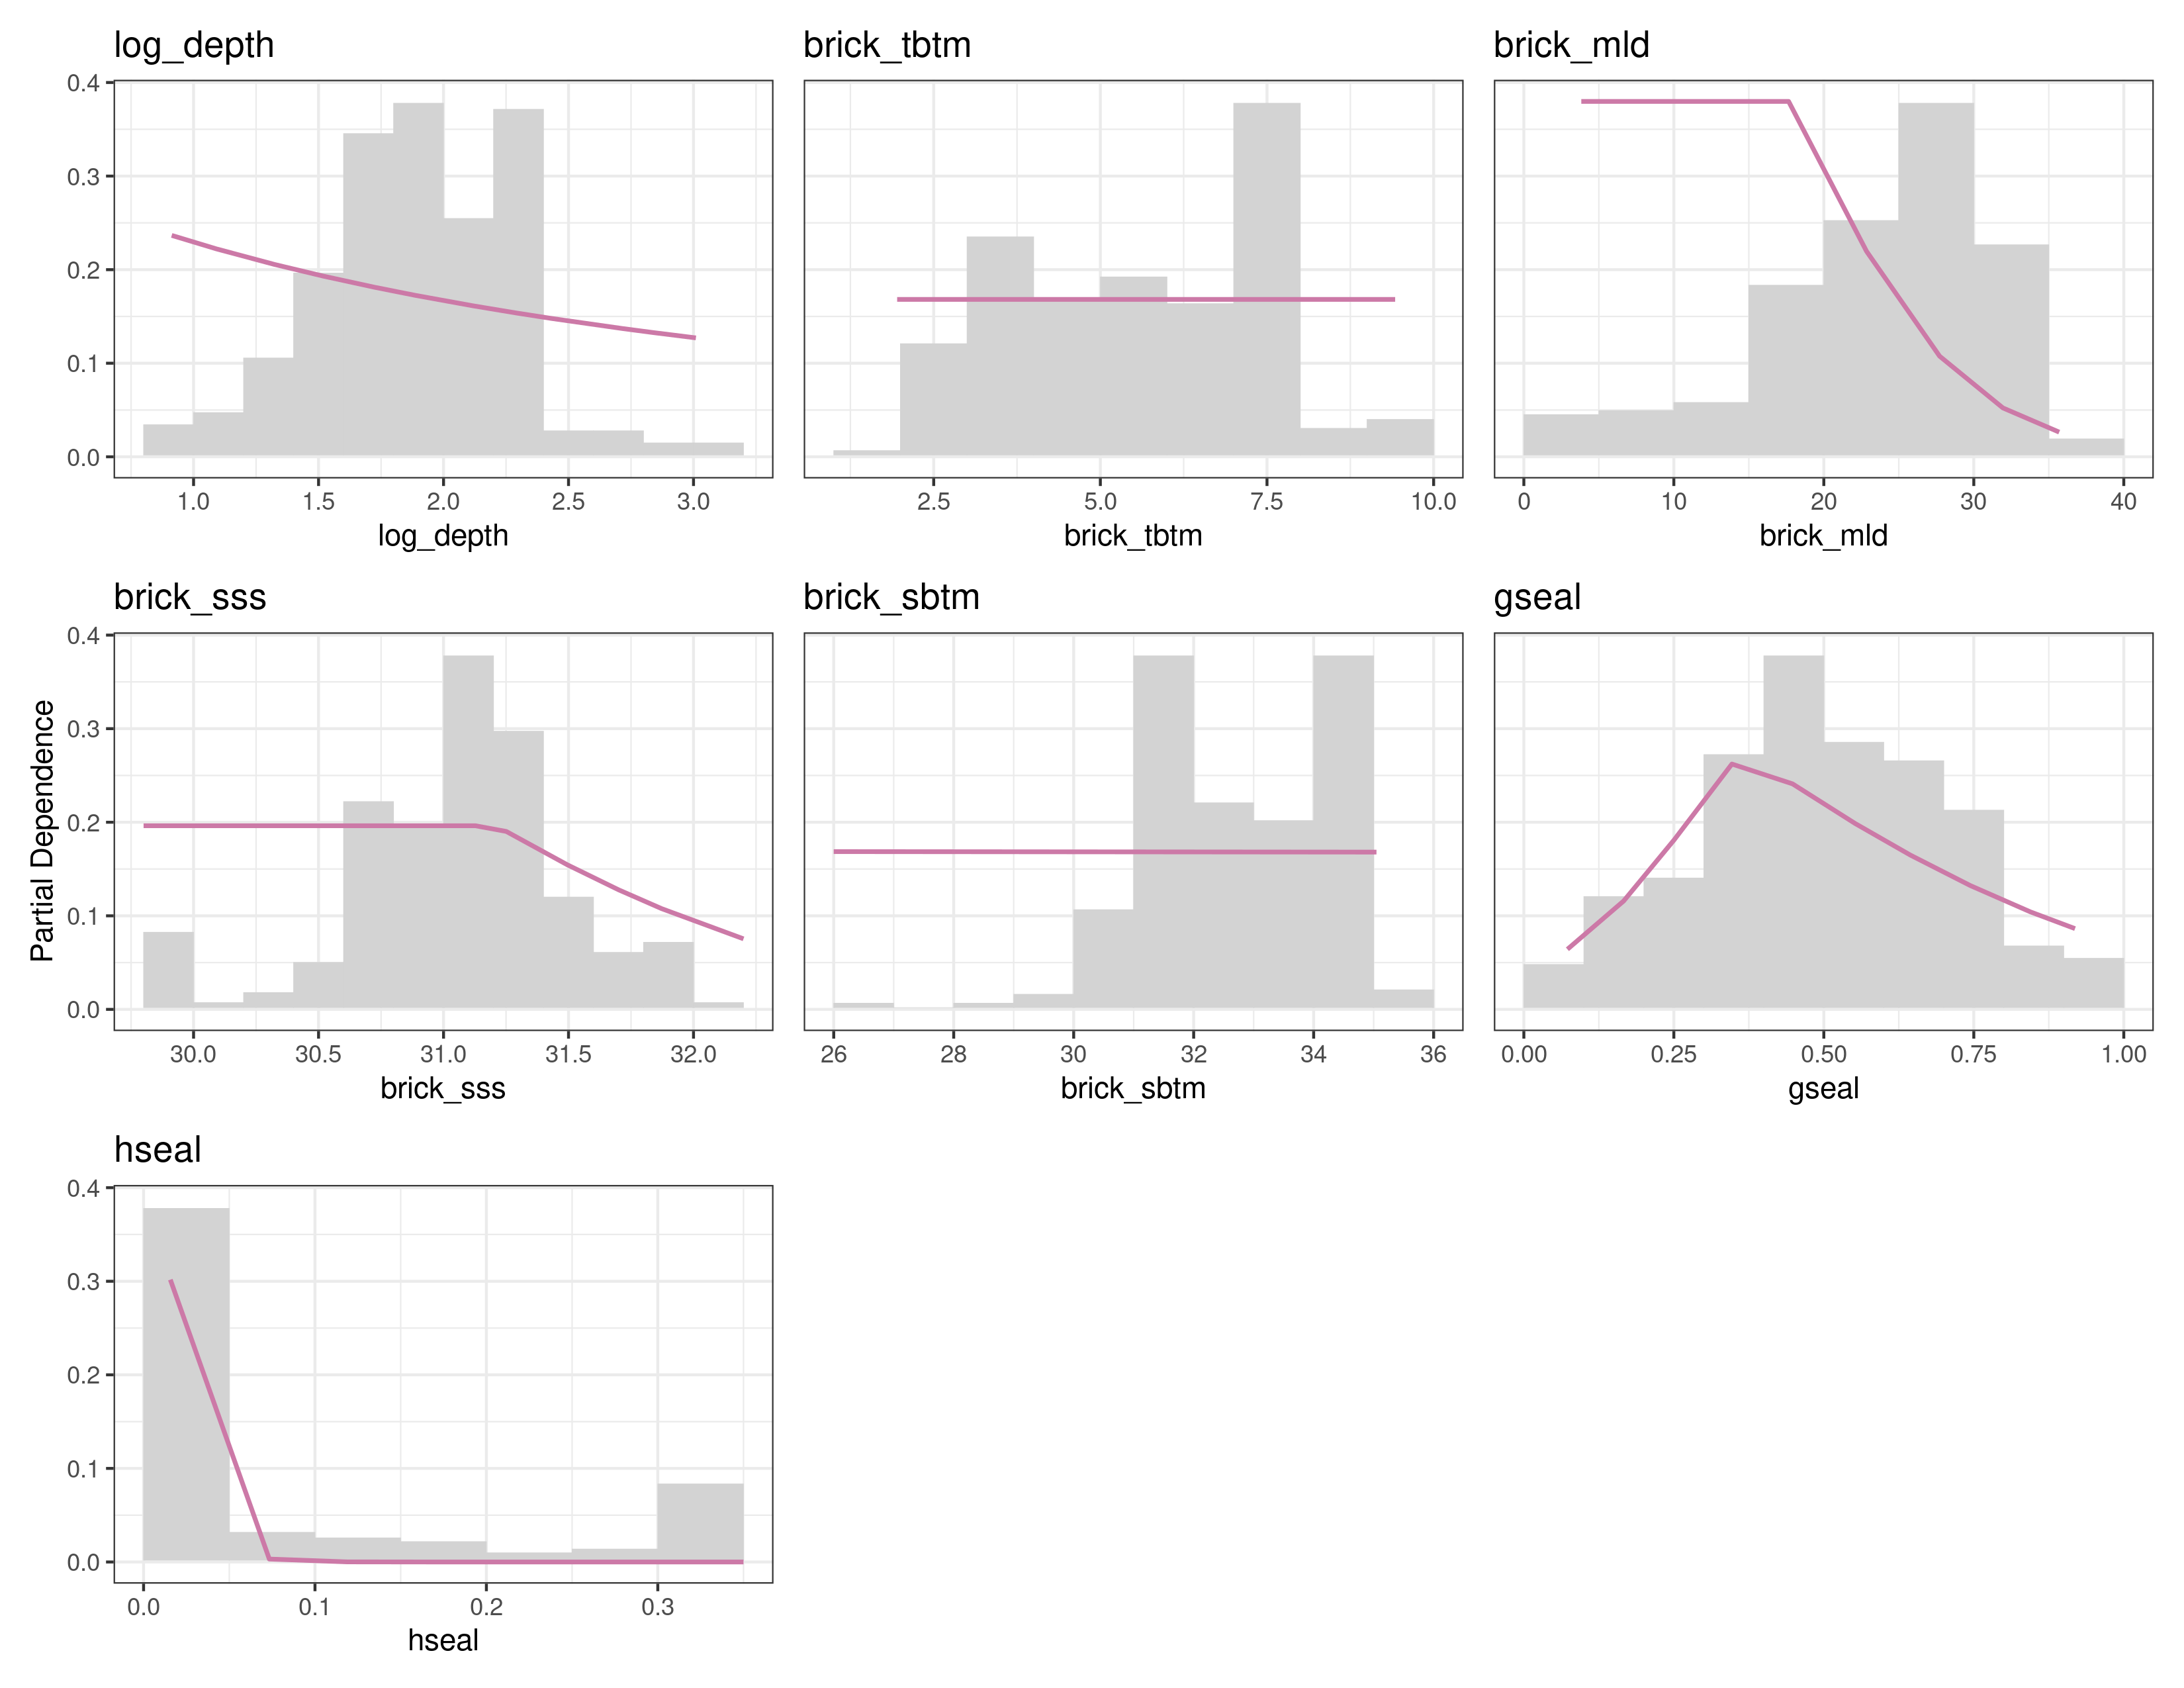 log_depth brick_tbtm brick_mld
0.4
0.3
0.2
0.1
0.0
1.0 1.5 2.0 2.5 3.0 2.5 5.0 7.5 10.0 0 10 20 30 40
log_depth brick_tbtm brick_mld
brick_sss brick_sbtm gseal
0.4
0.3
0.2
0.1
0.0
Partial Dependence
30.0 30.5 31.0 31.5 32.0 26 28 30 32 34 36 0.00 0.25 0.50 0.75 1.00
brick_sss brick_sbtm gseal
hseal
0.4
0.3
0.2
0.1
0.0
0.0 0.1 0.2 0.3
hseal